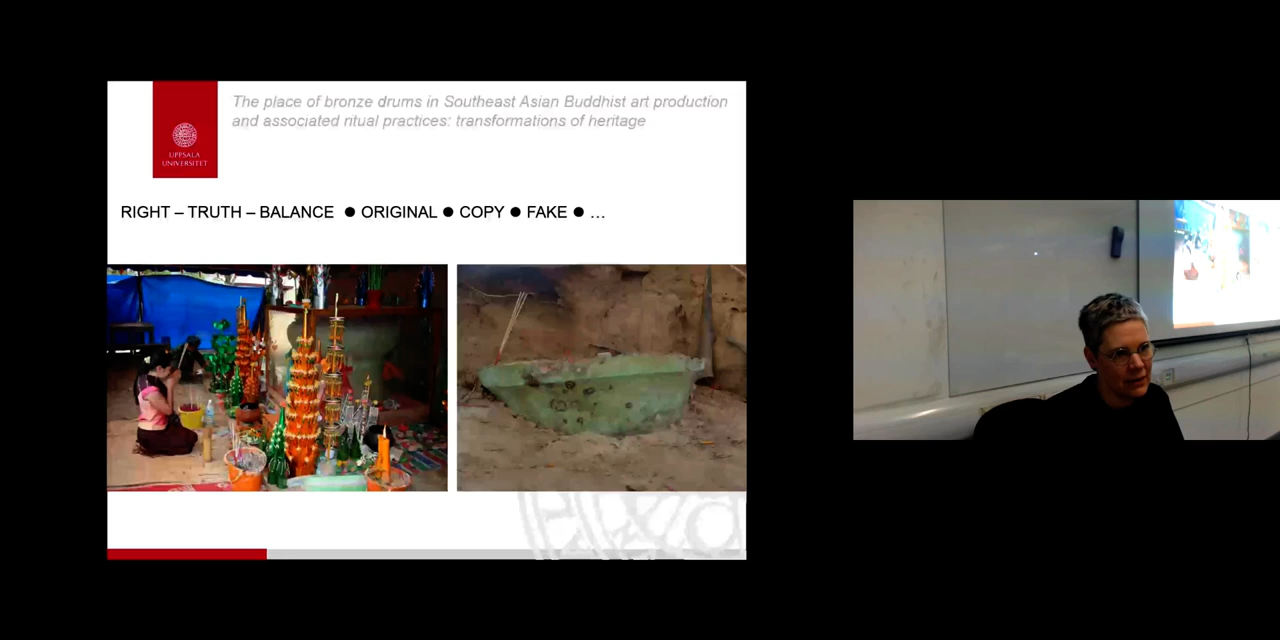 The place of bronze drums in Southeast Asian Buddhist art production
and associated ritual practices: transformations of heritage
UPPSALA
UNIVERSITET
RIGHT – TRUTH – BALANCE ● ORIGINAL ● COPY ● FAKE ● …